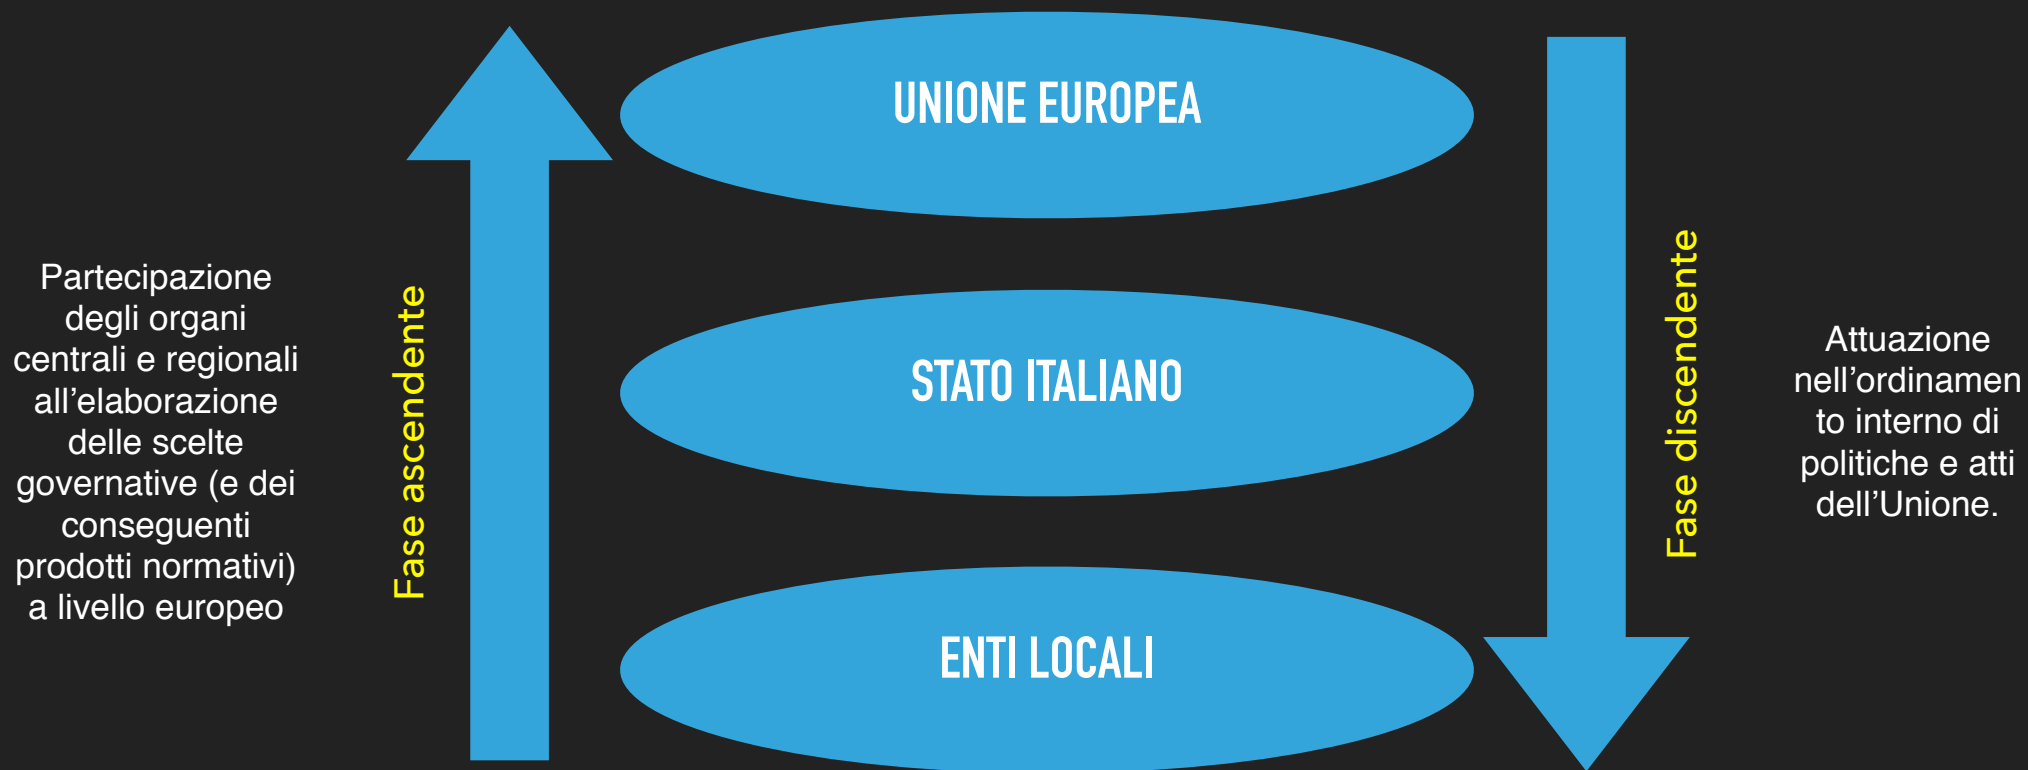 Partecipazione
degli organi
centrali e regionali
all’elaborazione
delle scelte
governative (e dei
conseguenti
prodotti normativi)
a livello europeo
Fase ascendente
UNIONE EUROPEA
STATO ITALIANO
ENTI LOCALI
Fase discendente
Attuazione
nell’ordinamen
to interno di
politiche e atti
dell’Unione.